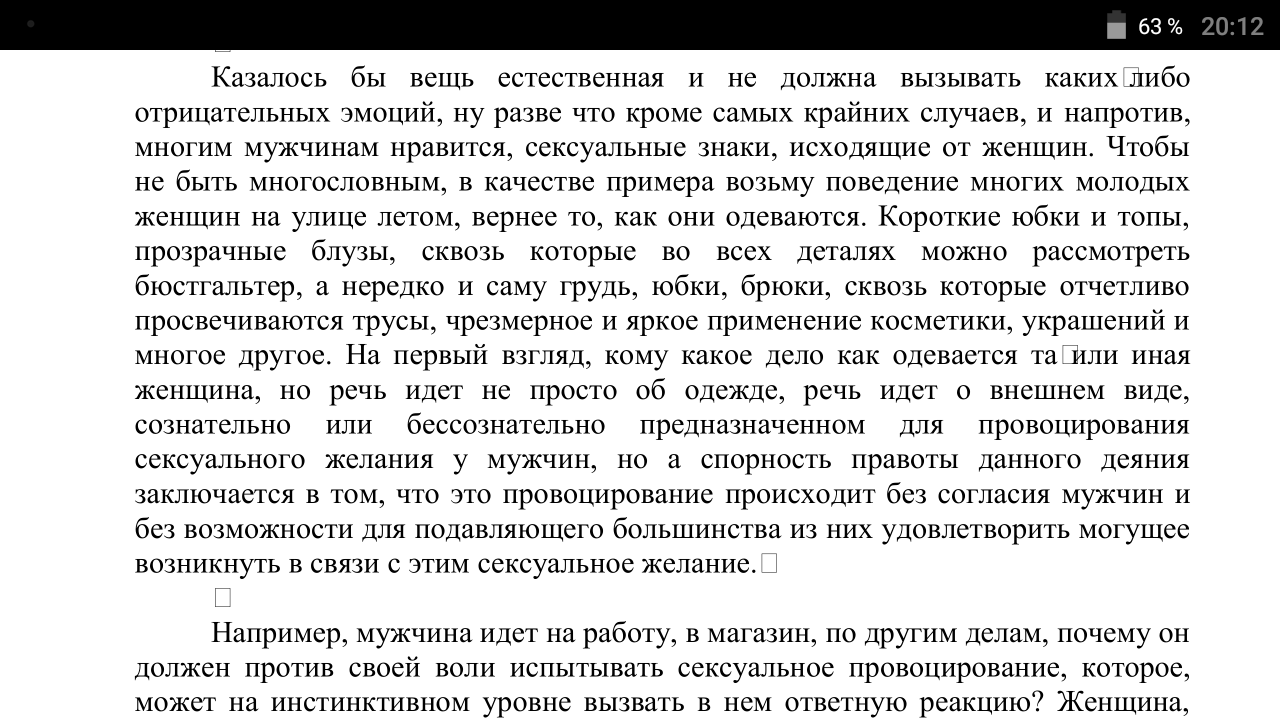 63 % 20:12
Казалось бы вещь естественная и не должна вызывать каких□либо
отрицательных эмоций, ну разве что кроме самых крайних случаев, и напротив,
многим мужчинам нравится, сексуальные знаки, исходящие от женщин. Чтобы
не быть многословным, в качестве примера возьму поведение многих молодых
женщин на улице летом, вернее то, как они одеваются. Короткие юбки и топы,
прозрачные блузы, сквозь которые во всех деталях можно рассмотреть
бюстгальтер, а нередко и саму грудь, юбки, брюки, сквозь которые отчетливо
просвечиваются трусы, чрезмерное и яркое применение косметики, украшений и
многое другое. На первый взгляд, кому какое дело как одевается та□или иная
женщина, но речь идет не просто об одежде, речь идет о внешнем виде,
сознательно или бессознательно предназначенном для провоцирования
сексуального желания у мужчин, но а спорность правоты данного деяния
заключается в том, что это провоцирование происходит без согласия мужчин и
без возможности для подавляющего большинства из них удовлетворить могущее
возникнуть в связи с этим сексуальное желание.□
□
Например, мужчина идет на работу, в магазин, по другим делам, почему он
должен против своей воли испытывать сексуальное провоцирование, которое,
может на инстинктивном уровне вызвать в нем ответную реакцию? Женщина,